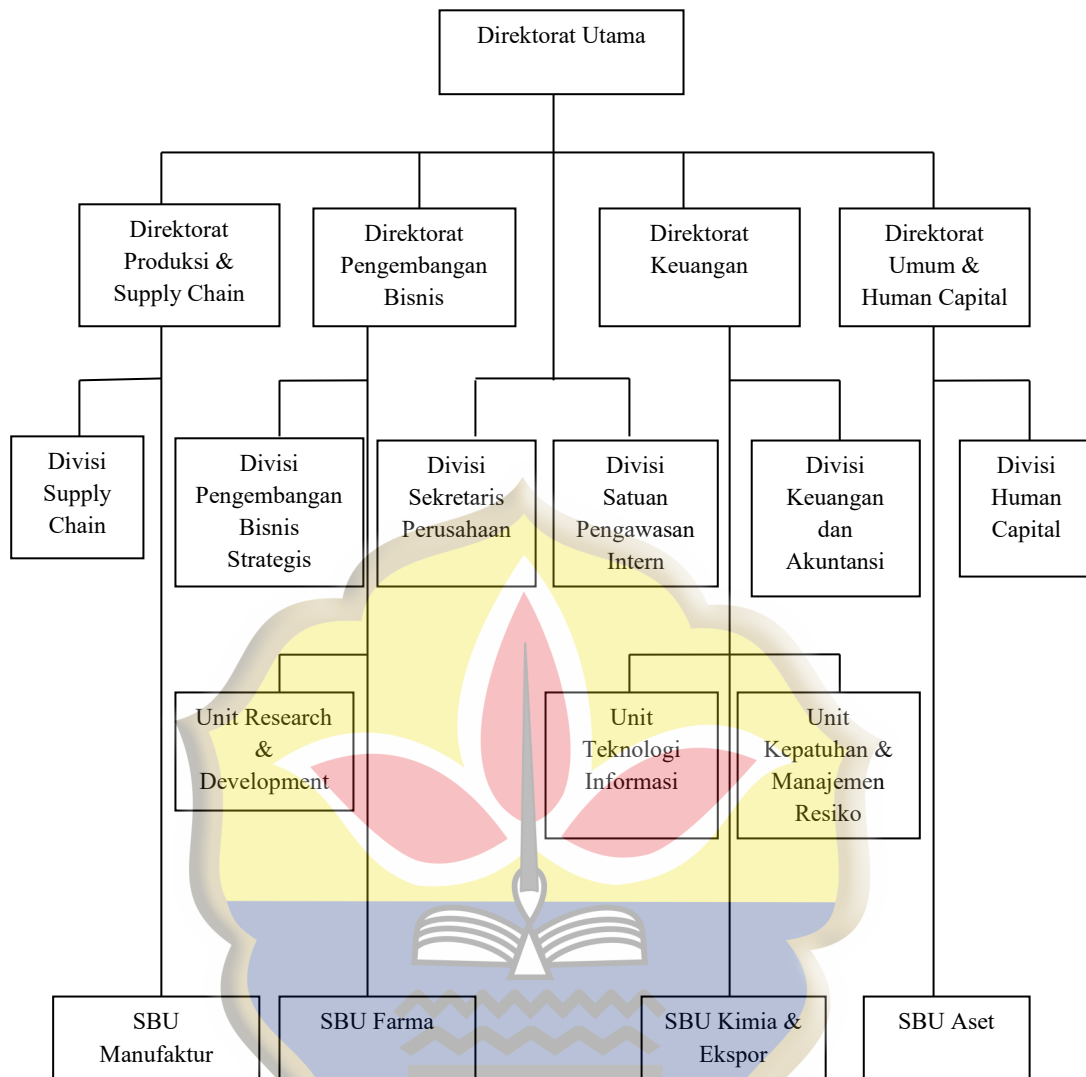 Direktorat Utama
Direktorat
Produksi &
Supply Chain
Direktorat
Pengembangan
Bisnis
Direktorat
Keuangan
Direktorat
Umum &
Human Capital
Divisi
Supply
Chain
Divisi
Pengembangan
Bisnis
Strategis
Divisi
Sekretaris
Perusahaan
Divisi
Satuan
Pengawasan
Intern
Divisi
Keuangan
dan
Akuntansi
Divisi
Human
Capital
Unit Research
&
Development
Unit
Teknologi
Informasi
Unit
Kepatuhan &
Manajemen
Resiko
SBU
Manufaktur
SBU Farma
SBU Kimia &
Ekspor
SBU Aset